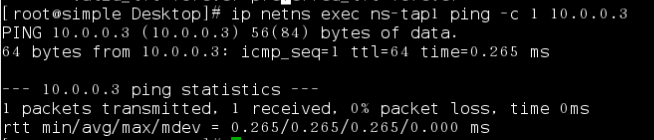 [root@simple Desktop]# ip netns exec ns-tap1 ping -c 1 10.0.0.3
PING 10.0.0.3 (10.0.0.3) 56(84) bytes of data.
64 bytes from 10.0.0.3: icmp_seq=1 ttl=64 time=0.265 ms
--- 10.0.0.3 ping statistics ---
1 packets transmitted, 1 received, 0% packet loss, time 0ms
rtt min/avg/max/mdev = 0.265/0.265/0.265/0.000 ms